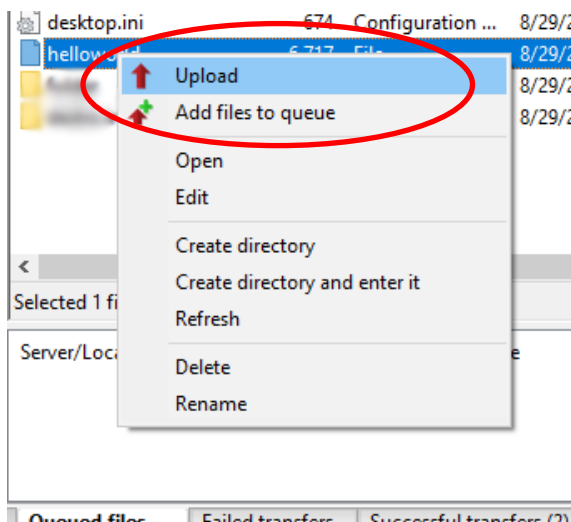 desktop.ini 674 Configuration ... 8/29/2
hellowo 6,717 File 8/29/2
8/29/2
8/29/2
Upload
Add files to queue
Open
Edit
Create directory
Create directory and enter it
Refresh
Delete
Rename
<
Selected 1 fi
Server/Loca e
Queued files Failed transfers Successful transfers (2)